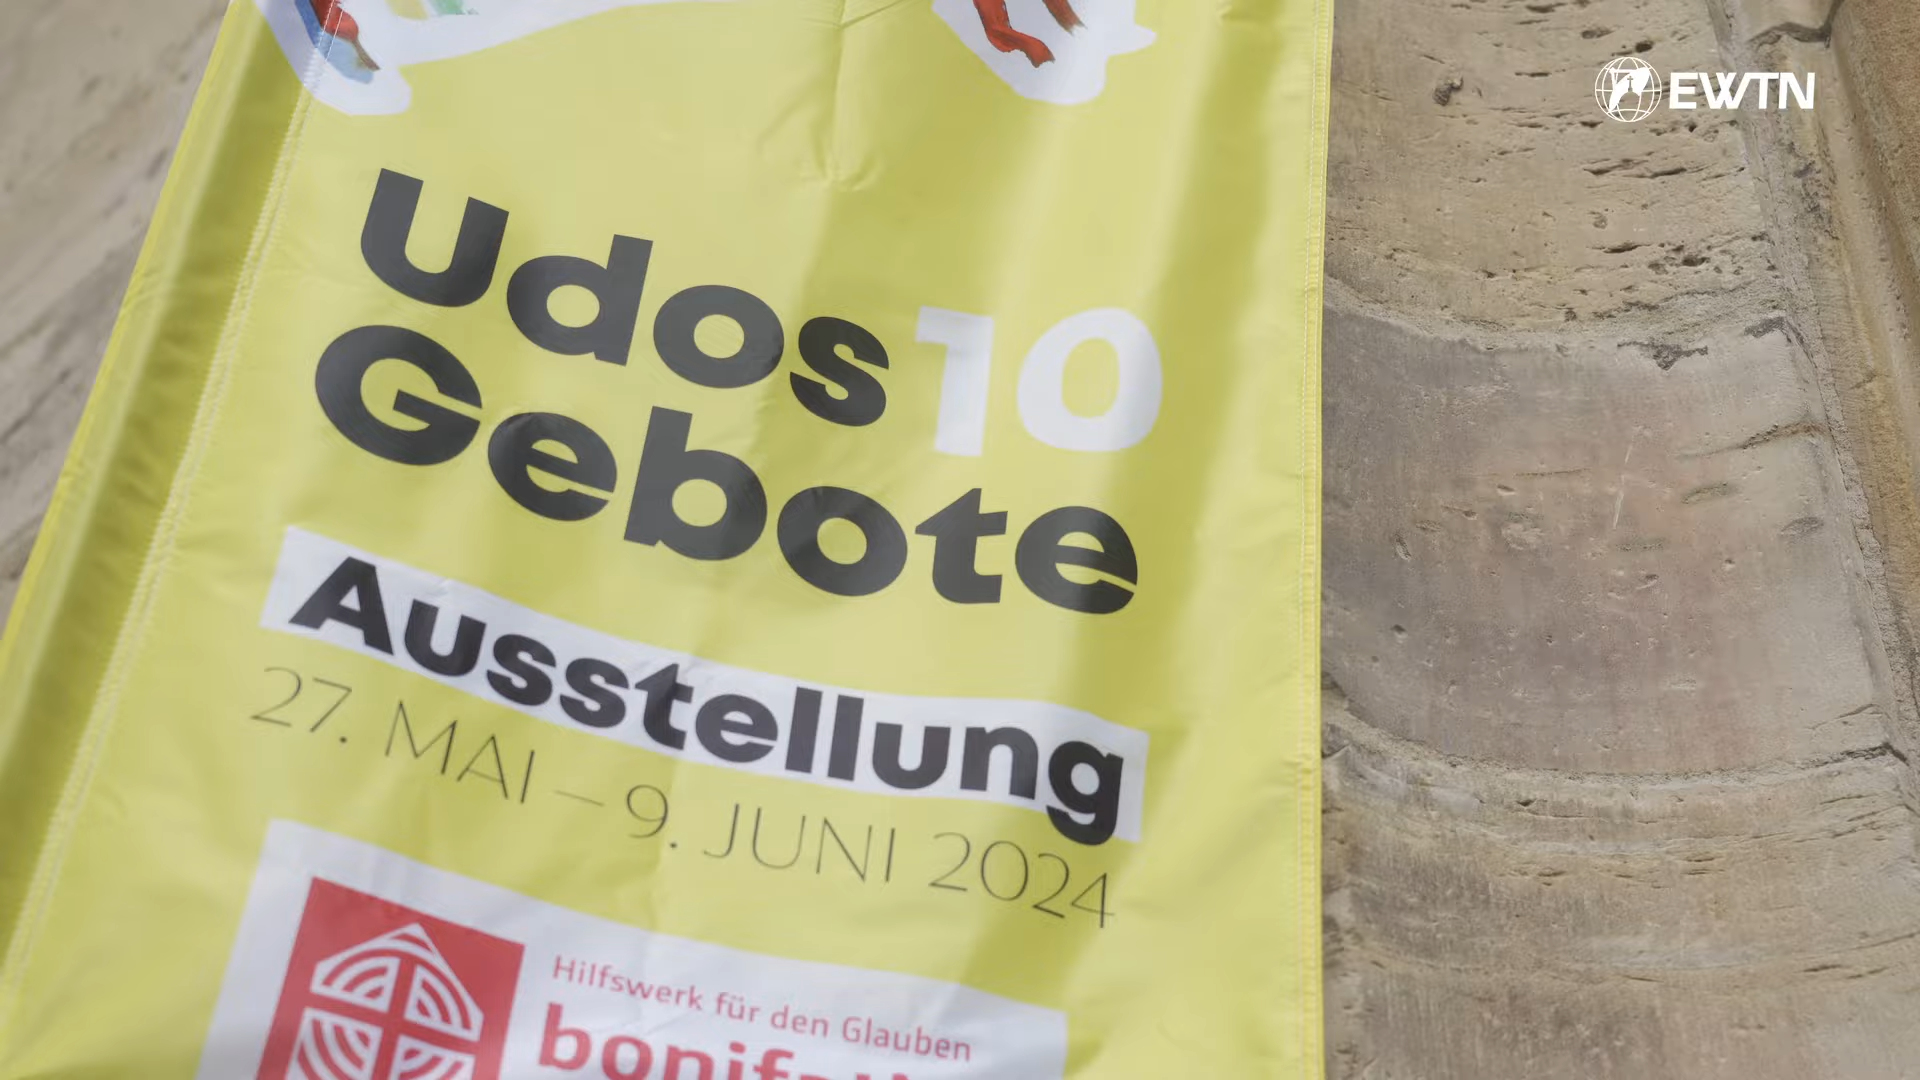 EWTN
Udos 10
Gebote
Ausstellung
27. MAI – 9. JUNI 2024
Hilfswerk für den Glauben